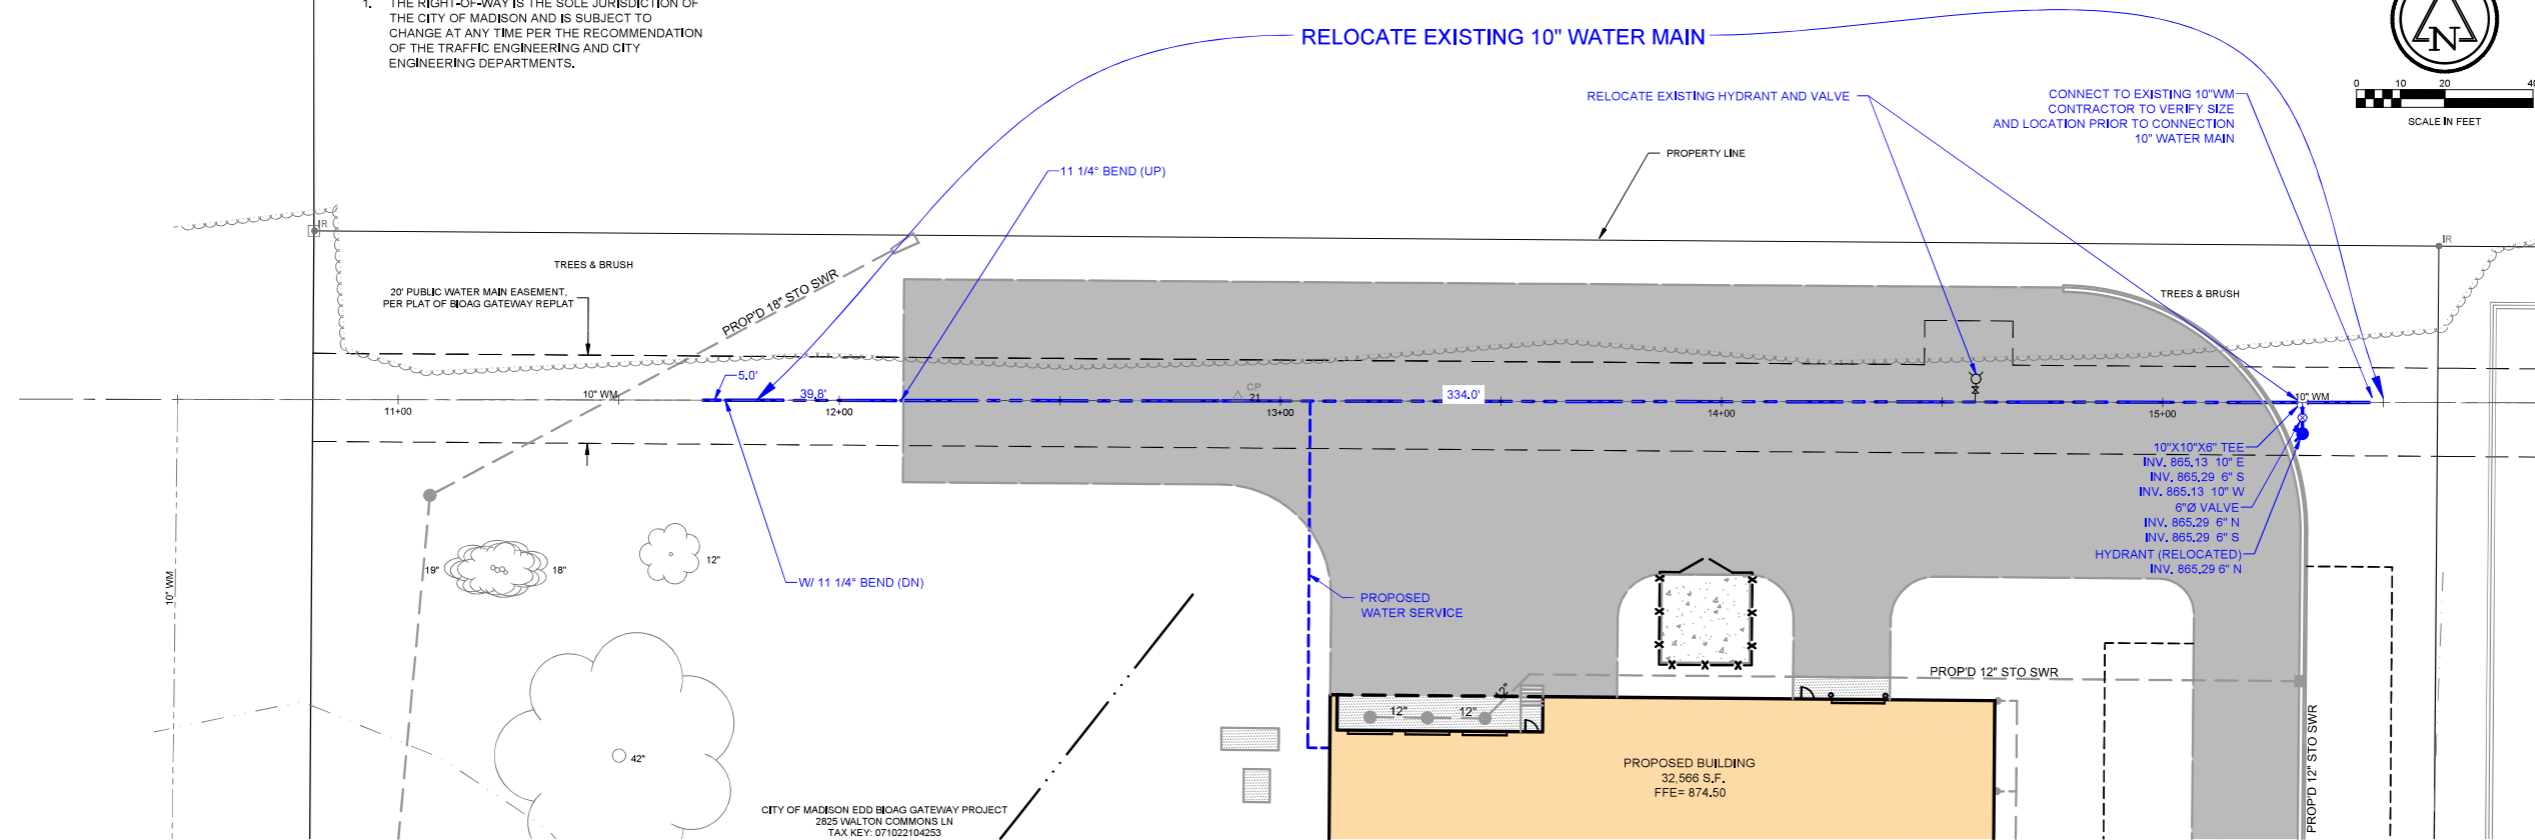 1. THE RIGHT-OF-WAY IS THE SOLE JURISDICTION OF
THE CITY OF MADISON AND IS SUBJECT TO
CHANGE AT ANY TIME PER THE RECOMMENDATION
OF THE TRAFFIC ENGINEERING AND CITY
ENGINEERING DEPARTMENTS.
RELOCATE EXISTING 10" WATER MAIN
N
0 10 20 40
SCALE IN FEET
RELOCATE EXISTING HYDRANT AND VALVE
CONNECT TO EXISTING 10"WM
CONTRACTOR TO VERIFY SIZE
AND LOCATION PRIOR TO CONNECTION
10" WATER MAIN
PROPERTY LINE
11 1/4° BEND (UP)
IR
IR
TREES & BRUSH
TREES & BRUSH
20' PUBLIC WATER MAIN EASEMENT,
PER PLAT OF BIOAG GATEWAY REPLAT
PROP'D 18" STO SWR
5.0'
10" WM
39.8'
CP
21
334.0'
10" WM
11+00
12+00
13+00
14+00
15+00
10"X10"X6" TEE
INV. 865.13 10" E
INV. 865.29 6" S
INV. 865.13 10" W
6"Ø VALVE
INV. 865.29 6" N
INV. 865.29 6" S
HYDRANT (RELOCATED)
INV. 865.29 6" N
19"
18"
12"
W/ 11 1/4° BEND (DN)
10" WM
PROPOSED
WATER SERVICE
PROP'D 12" STO SWR
12"
12"
12"
42"
PROPOSED BUILDING
32,566 S.F.
FFE= 874.50
PROP'D 12" STO SWR
CITY OF MADISON EDD BIOAG GATEWAY PROJECT
2825 WALTON COMMONS LN
TAX KEY: 071022104253